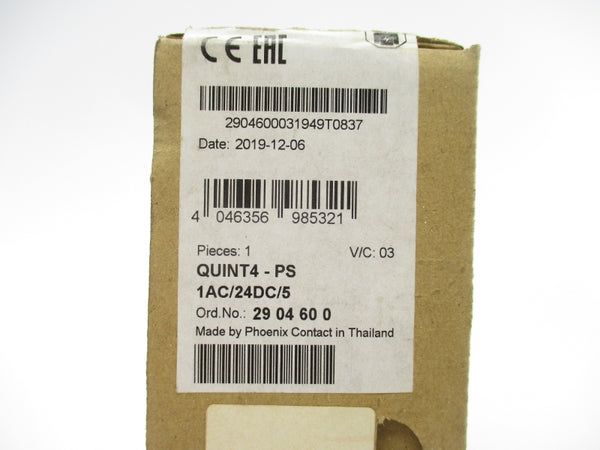 CE EAC
2904600031949T0837
Date: 2019-12-06
4 046356 985321
Pieces: 1 V/C: 03
QUINT4 - PS
1AC/24DC/5
Ord.No.: 29 04 60 0
Made by Phoenix Contact in Thailand